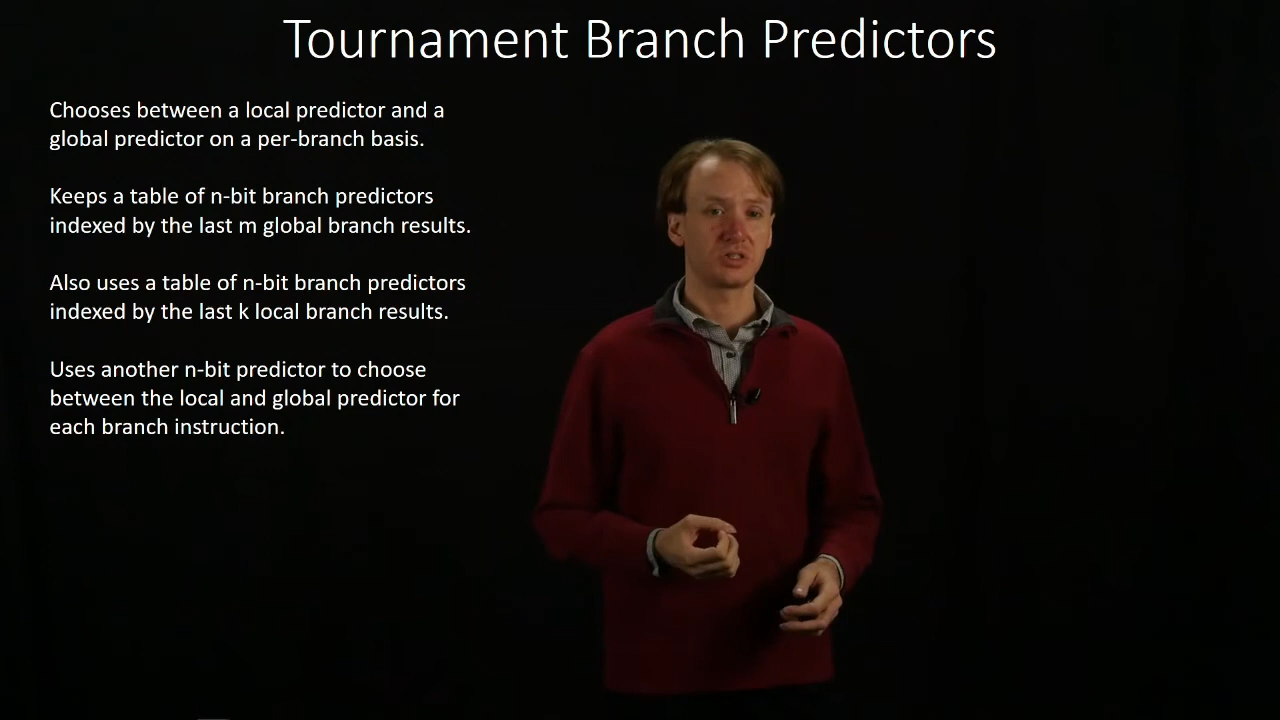 Tournament Branch Predictors
Chooses between a local predictor and a
global predictor on a per-branch basis.
Keeps a table of n-bit branch predictors
indexed by the last m global branch results.
Also uses a table of n-bit branch predictors
indexed by the last k local branch results.
Uses another n-bit predictor to choose
between the local and global predictor for
each branch instruction.